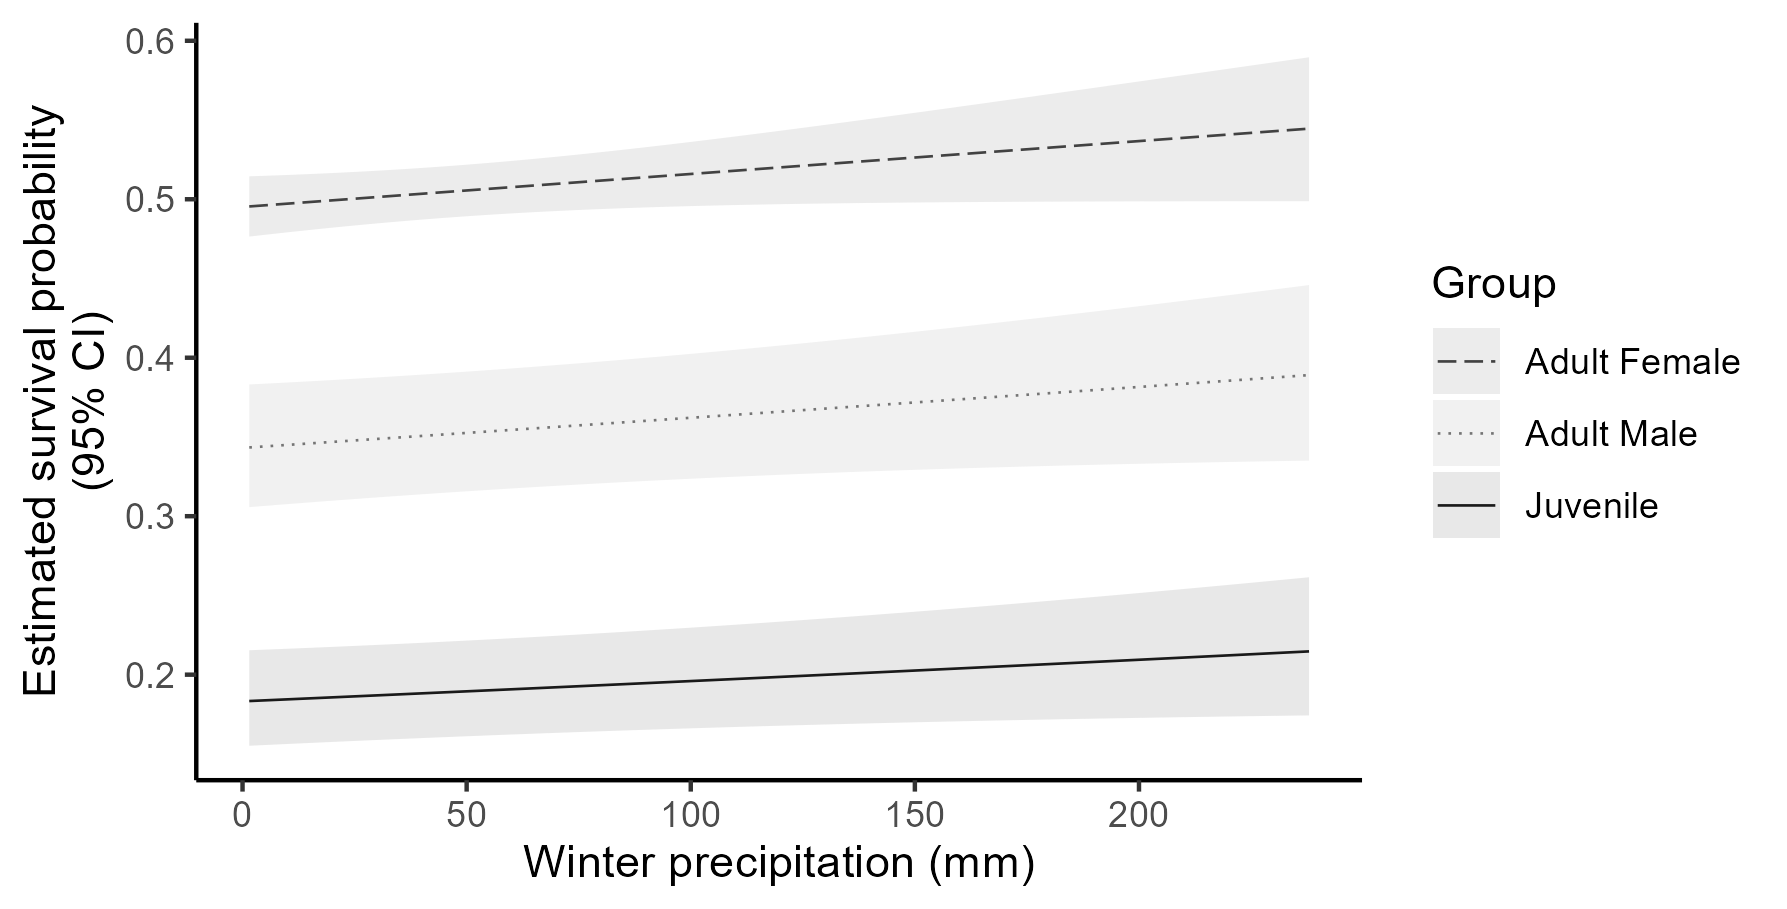 Estimated survival probability
(95% CI)
0.6
0.5
0.4
0.3
0.2
0
50
100
150
200
Winter precipitation (mm)
Group
Adult Female
Adult Male
Juvenile